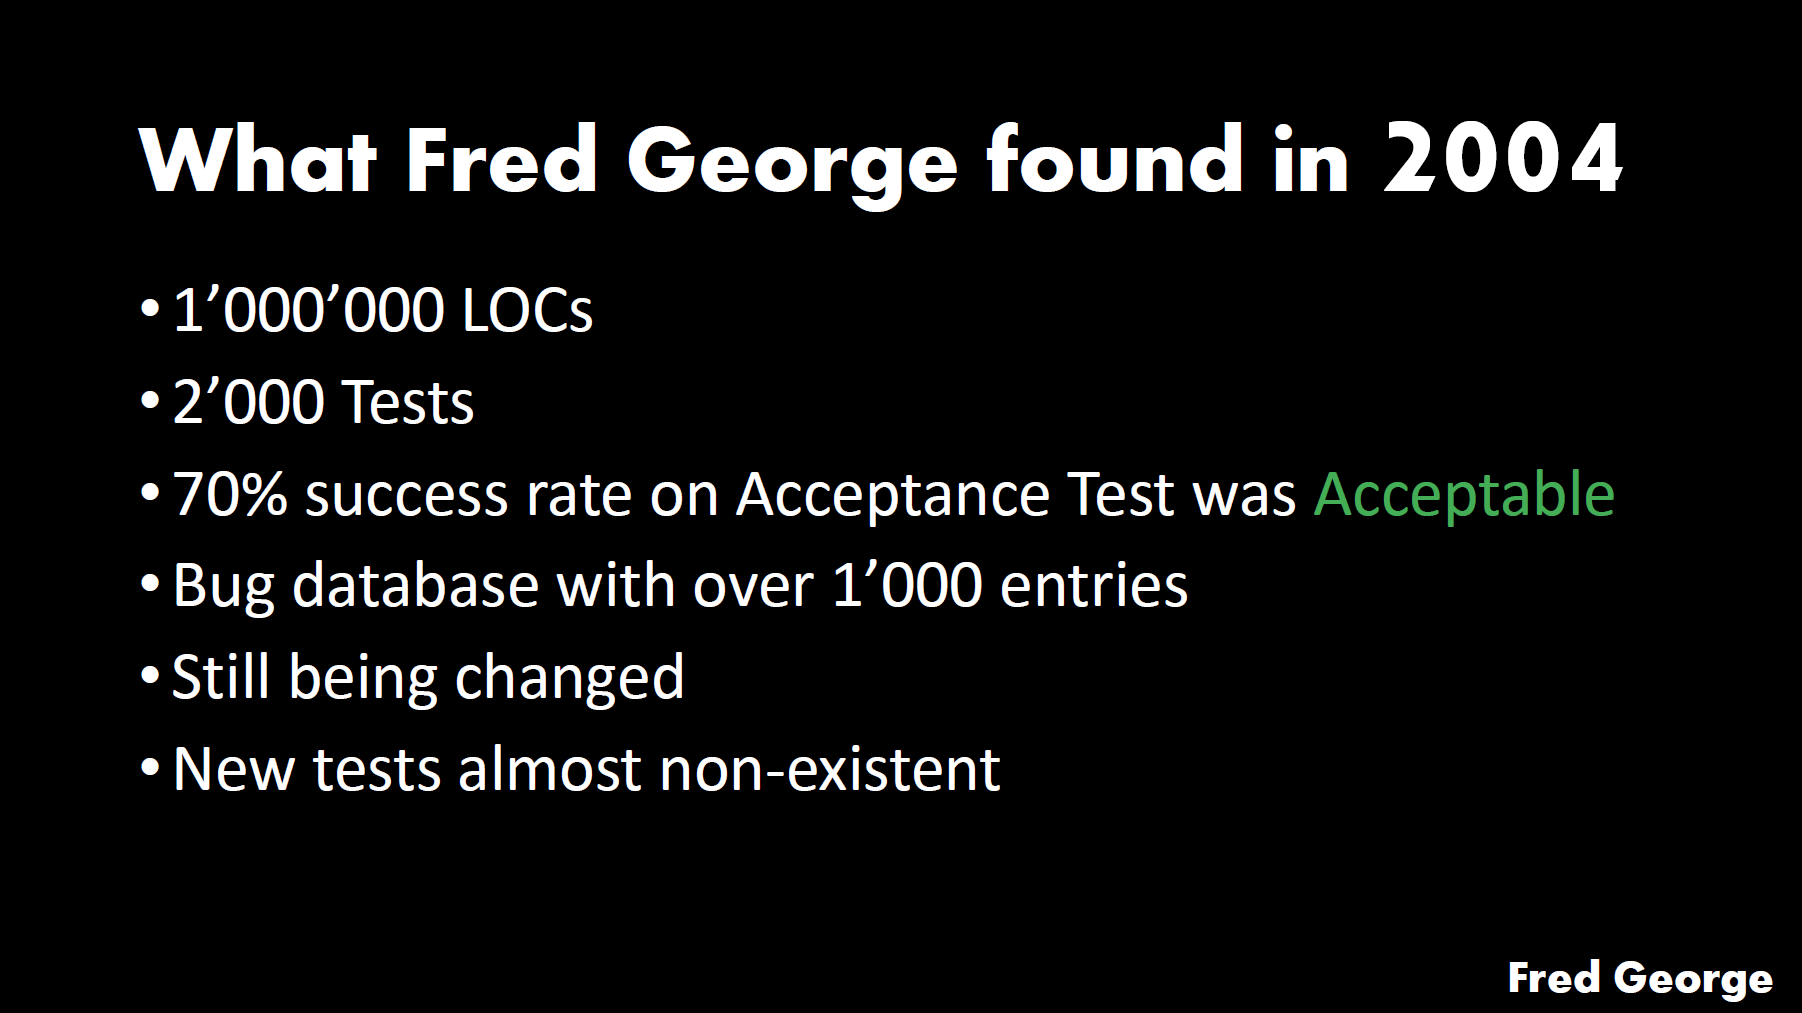 What Fred George found in 2004
• 1’000’000 LOCs
• 2’000 Tests
• 70% success rate on Acceptance Test was Acceptable
• Bug database with over 1’000 entries
• Still being changed
• New tests almost non-existent
Fred George